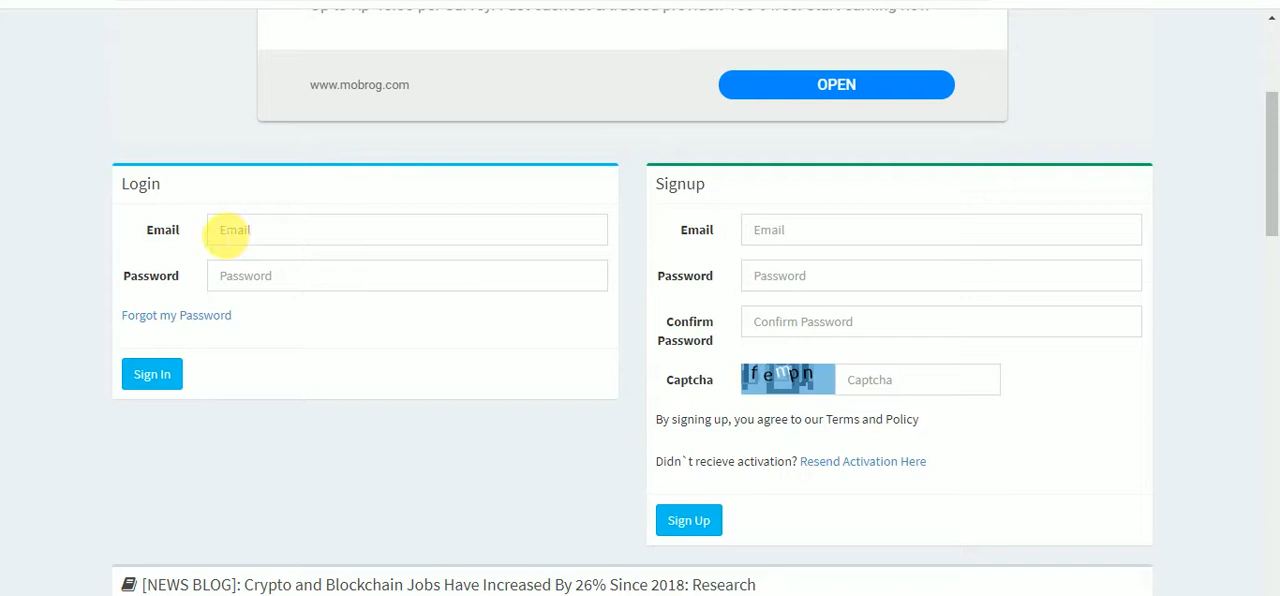 www.mobrog.com
OPEN
Login
Email
Email
Password
Password
Forgot my Password
Sign In
Signup
Email
Email
Password
Password
Confirm
Password
Confirm Password
Captcha
fempn
Captcha
By signing up, you agree to our Terms and Policy
Didn`t recieve activation? Resend Activation Here
Sign Up
[NEWS BLOG]: Crypto and Blockchain Jobs Have Increased By 26% Since 2018: Research